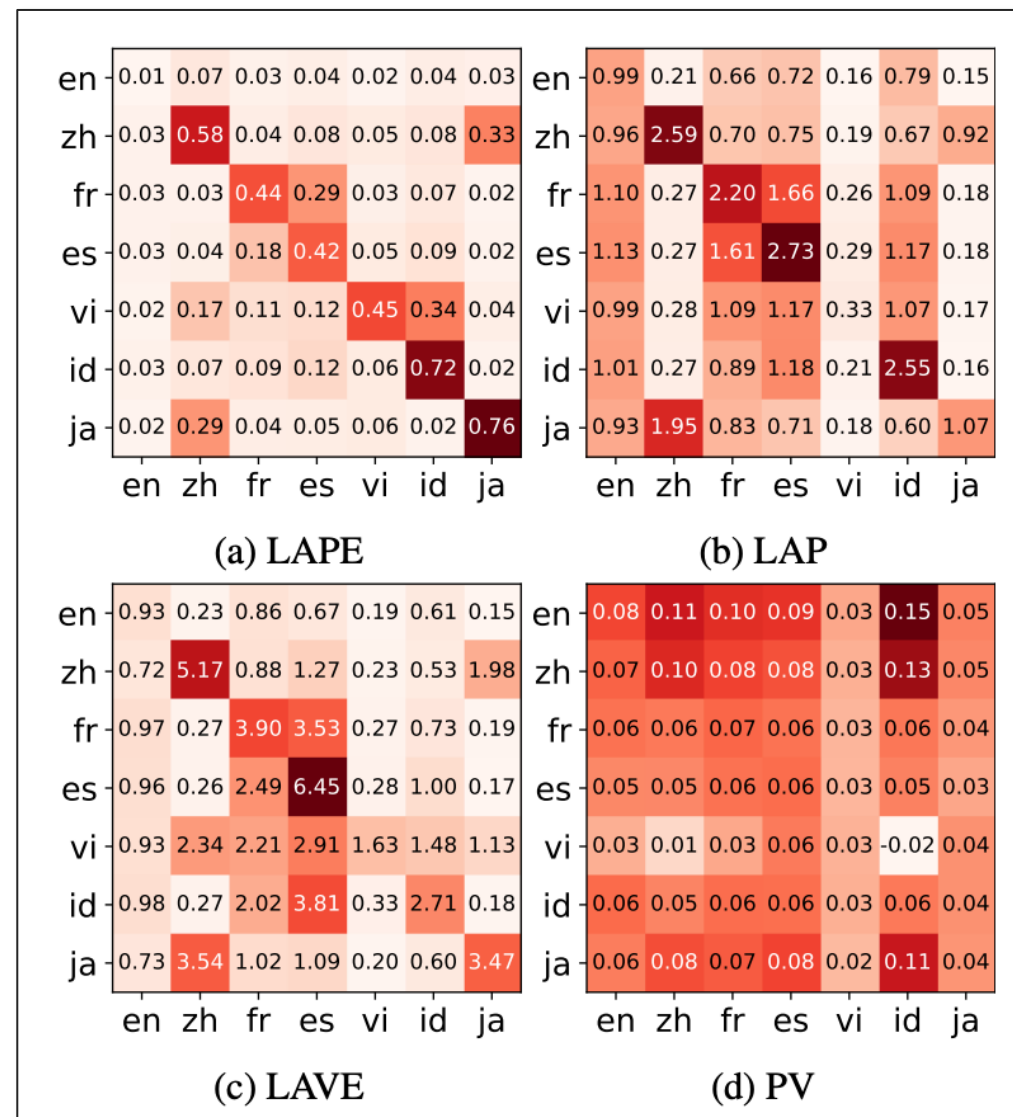 en 0.01 0.07 0.03 0.04 0.02 0.04 0.03
zh 0.03 0.58 0.04 0.08 0.05 0.08 0.33
fr 0.03 0.03 0.44 0.29 0.03 0.07 0.02
es 0.03 0.04 0.18 0.42 0.05 0.09 0.02
vi 0.02 0.17 0.11 0.12 0.45 0.34 0.04
id 0.03 0.07 0.09 0.12 0.06 0.72 0.02
ja 0.02 0.29 0.04 0.05 0.06 0.02 0.76
en zh fr es vi id ja
(a) LAPE
en 0.99 0.21 0.66 0.72 0.16 0.79 0.15
zh 0.96 2.59 0.70 0.75 0.19 0.67 0.92
fr 1.10 0.27 2.20 1.66 0.26 1.09 0.18
es 1.13 0.27 1.61 2.73 0.29 1.17 0.18
vi 0.99 0.28 1.09 1.17 0.33 1.07 0.17
id 1.01 0.27 0.89 1.18 0.21 2.55 0.16
ja 0.93 1.95 0.83 0.71 0.18 0.60 1.07
en zh fr es vi id ja
(b) LAP
en 0.93 0.23 0.86 0.67 0.19 0.61 0.15
zh 0.72 5.17 0.88 1.27 0.23 0.53 1.98
fr 0.97 0.27 3.90 3.53 0.27 0.73 0.19
es 0.96 0.26 2.49 6.45 0.28 1.00 0.17
vi 0.93 2.34 2.21 2.91 1.63 1.48 1.13
id 0.98 0.27 2.02 3.81 0.33 2.71 0.18
ja 0.73 3.54 1.02 1.09 0.20 0.60 3.47
en zh fr es vi id ja
(c) LAVE
en 0.08 0.11 0.10 0.09 0.03 0.15 0.05
zh 0.07 0.10 0.08 0.08 0.03 0.13 0.05
fr 0.06 0.06 0.07 0.06 0.03 0.06 0.04
es 0.05 0.05 0.06 0.06 0.03 0.05 0.03
vi 0.03 0.01 0.03 0.06 0.03 -0.02 0.04
id 0.06 0.05 0.06 0.06 0.03 0.06 0.04
ja 0.06 0.08 0.07 0.08 0.02 0.11 0.04
en zh fr es vi id ja
(d) PV